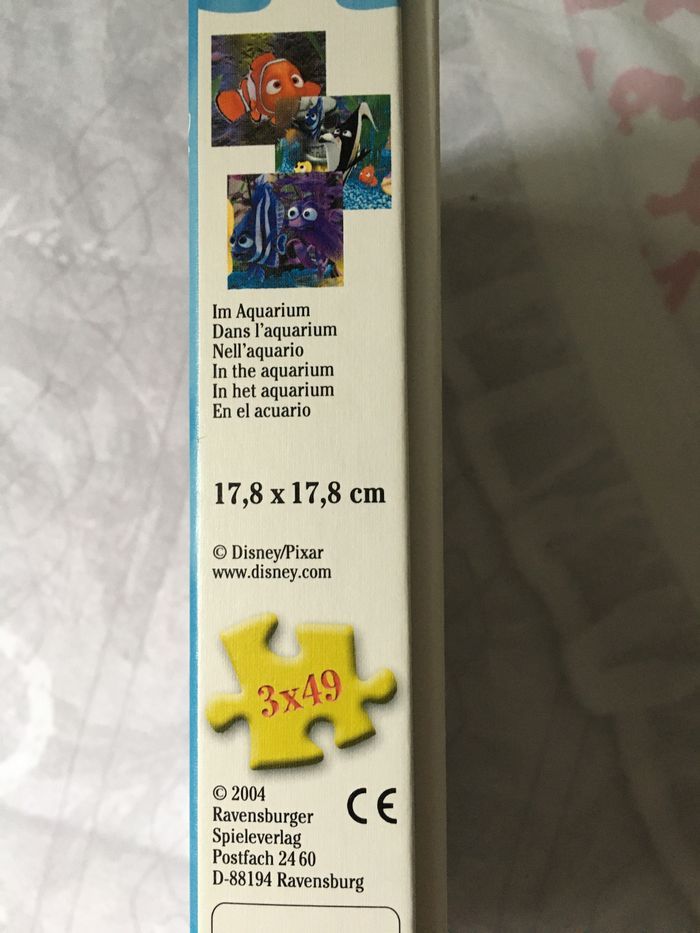 Im Aquarium
Dans l'aquarium
Nell'aquario
In the aquarium
In het aquarium
En el acuario
17,8 x 17,8 cm
© Disney/Pixar
www.disney.com
3x49
© 2004
Ravensburger
Spieleverlag
Postfach 24 60
D-88194 Ravensburg
CE